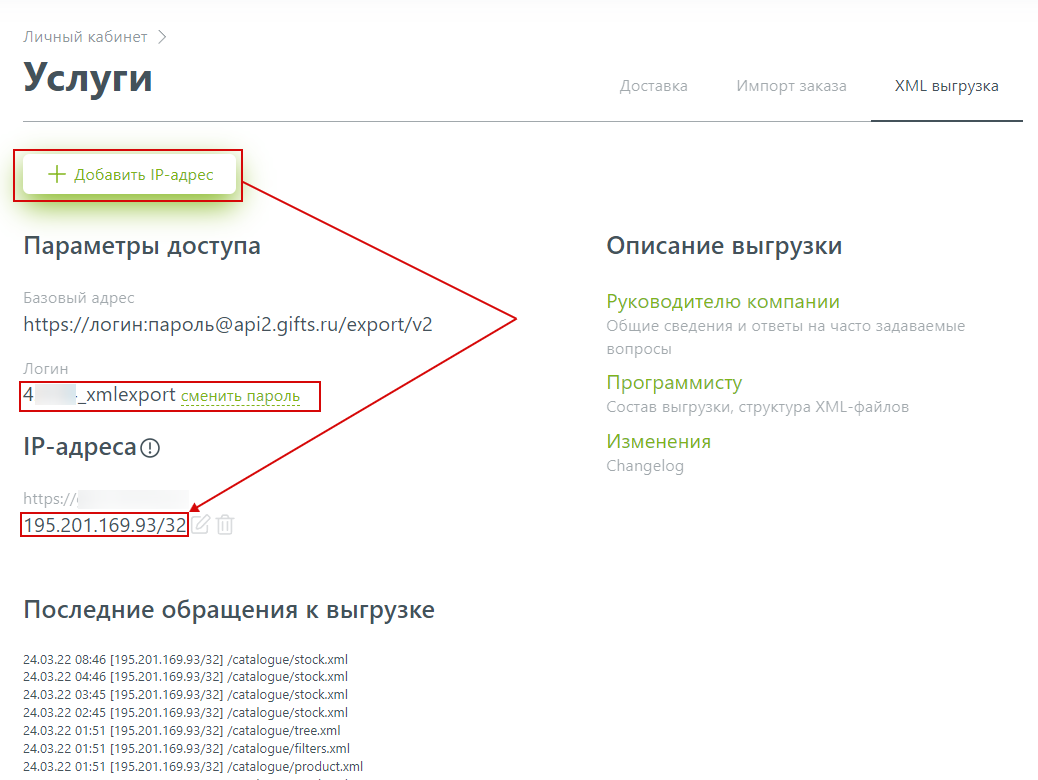 Личный кабинет
Услуги
Доставка
Импорт заказа
XML выгрузка
Добавить IP-адрес
Параметры доступа
Базовый адрес
https://логин:пароль@api2.gifts.ru/export/v2
Логин
4 _xmlexport сменить пароль
IP-адреса
https://
195.201.169.93/32
Описание выгрузки
Руководителю компании
Общие сведения и ответы на часто задаваемые
вопросы
Программисту
Состав выгрузки, структура XML-файлов
Изменения
Changelog
Последние обращения к выгрузке
24.03.22 08:46 [195.201.169.93/32] /catalogue/stock.xml
24.03.22 04:46 [195.201.169.93/32] /catalogue/stock.xml
24.03.22 03:45 [195.201.169.93/32] /catalogue/stock.xml
24.03.22 02:45 [195.201.169.93/32] /catalogue/stock.xml
24.03.22 01:51 [195.201.169.93/32] /catalogue/tree.xml
24.03.22 01:51 [195.201.169.93/32] /catalogue/filters.xml
24.03.22 01:51 [195.201.169.93/32] /catalogue/product.xml